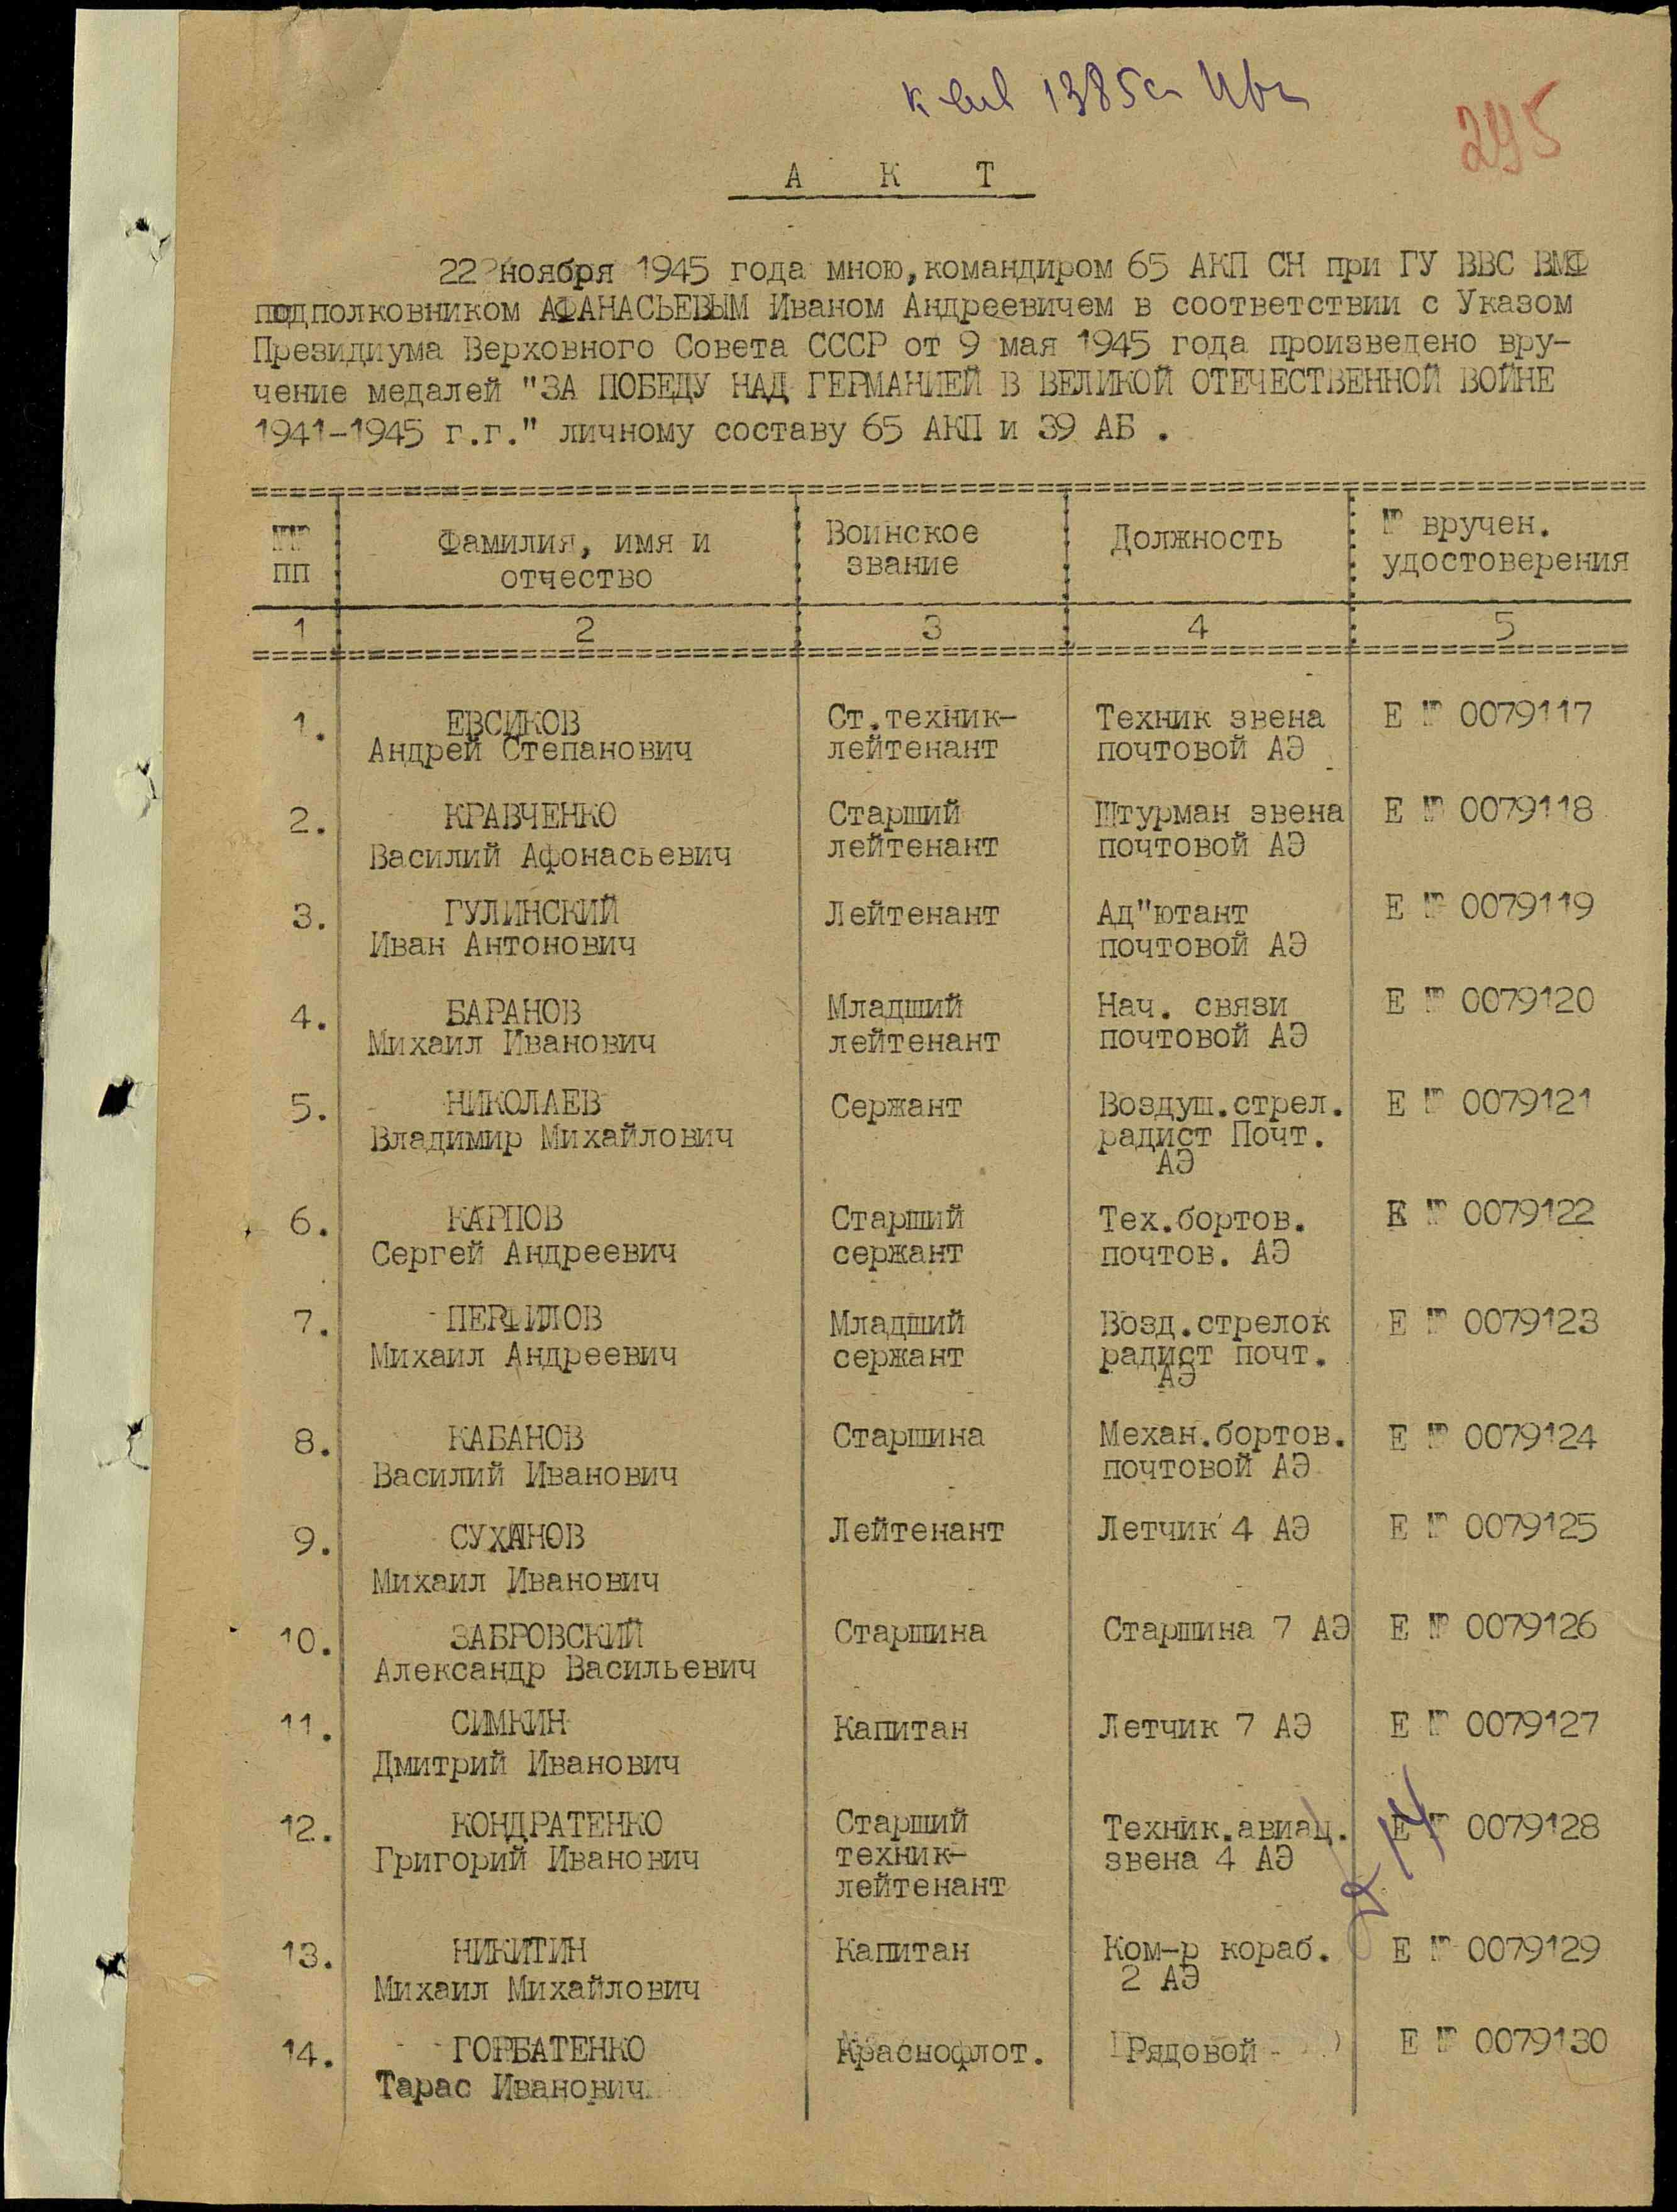 295
А К Т
22 ноября 1945 года мною, командиром 65 АКП СН при ГУ ВВС ВМФ
подполковником АФАНАСЬЕВЫМ Иваном Андреевичем в соответствии с Указом
Президиума Верховного Совета СССР от 9 мая 1945 года произведено вру-
чение медалей "ЗА ПОБЕДУ НАД ГЕРМАНИЕЙ В ВЕЛИКОЙ ОТЕЧЕСТВЕННОЙ ВОЙНЕ
1941-1945 г.г." личному составу 65 АКП и 39 АБ .
№№ пп | Фамилия, имя и отчество | Воинское звание | Должность | № вручен. удостоверения
1 2 3 4 5
1. ЕВСИКОВ Ст.техник- Техник звена Е № 0079117
Андрей Степанович лейтенант почтовой АЭ
2. КРАВЧЕНКО Старший Штурман звена Е № 0079118
Василий Афонасьевич лейтенант почтовой АЭ
3. ГУЛИНСКИЙ Лейтенант Ад"ютант Е № 0079119
Иван Антонович почтовой АЭ
4. БАРАНОВ Младший Нач. связи Е № 0079120
Михаил Иванович лейтенант почтовой АЭ
5. НИКОЛАЕВ Сержант Воздуш.стрел. Е № 0079121
Владимир Михайлович радист Почт.
АЭ
6. КАРПОВ Старший Тех.бортов. Е № 0079122
Сергей Андреевич сержант почтов. АЭ
7. ПЕРФИЛОВ Младший Возд.стрелок Е № 0079123
Михаил Андреевич сержант радист почт.
АЭ
8. КАБАНОВ Старшина Механ.бортов. Е № 0079124
Василий Иванович почтовой АЭ
9. СУХАНОВ Лейтенант Летчик 4 АЭ Е № 0079125
Михаил Иванович
10. ЗАБРОВСКИЙ Старшина Старшина 7 АЭ Е № 0079126
Александр Васильевич
11. СИМКИН Капитан Летчик 7 АЭ Е № 0079127
Дмитрий Иванович
12. КОНДРАТЕНКО Старший Техник.авиац. Е № 0079128
Григорий Иванович техник- звена 4 АЭ
лейтенант
13. НИКИТИН Капитан Ком-р кораб. Е № 0079129
Михаил Михайлович 2 АЭ
14. ГОРБАТЕНКО Краснофлот. Рядовой Е № 0079130
Тарас Иванович